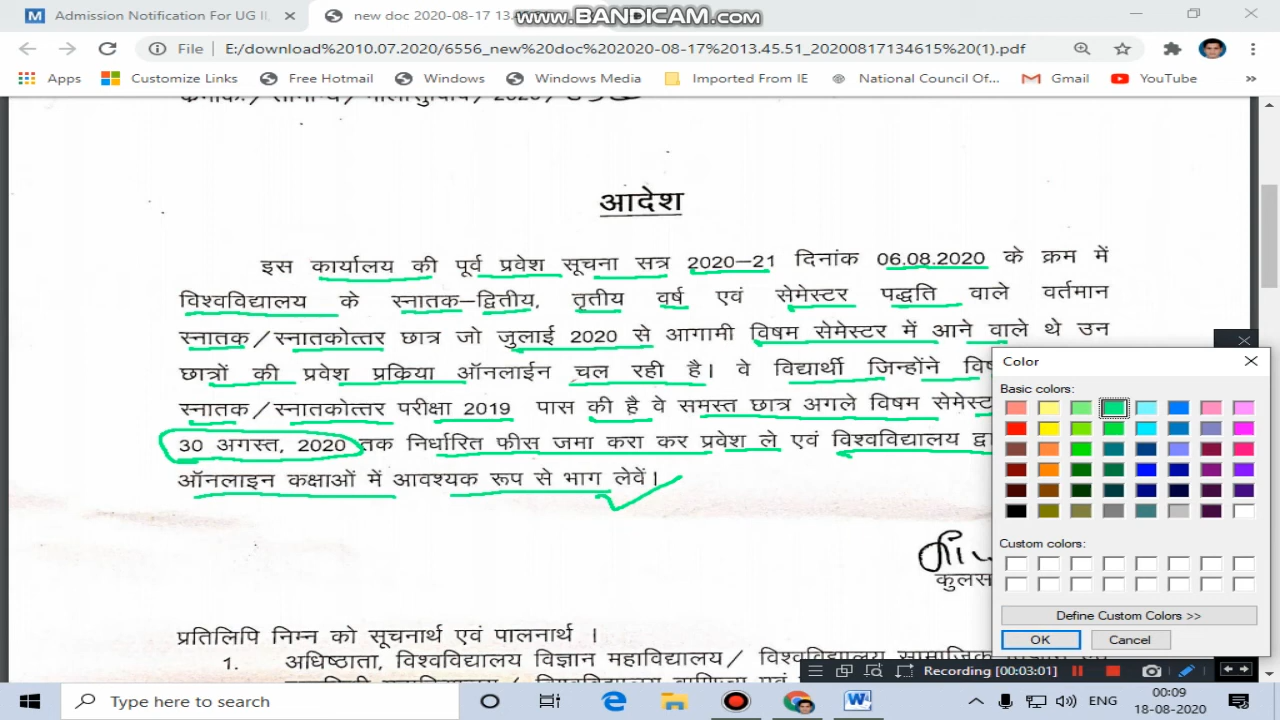 Admission Notification For UG II,
new doc 2020-08-17 13.
www.BANDICAM.com
File
E:/download%2010.07.2020/6556_new%20doc%202020-08-17%2013.45.51_20200817134615%20(1).pdf
Apps
Customize Links
Free Hotmail
Windows
Windows Media
Imported From IE
National Council Of...
Gmail
YouTube
»
आदेश
इस कार्यालय की पूर्व प्रवेश सूचना सत्र 2020–21 दिनांक 06.08.2020 के क्रम में
विश्वविद्यालय के स्नातक–द्वितीय, तृतीय वर्ष एवं सेमेस्टर पद्धति वाले वर्तमान
स्नातक/स्नातकोत्तर छात्र जो जुलाई 2020 से आगामी विषम सेमेस्टर में आने वाले थे उन
छात्रों की प्रवेश प्रकिया ऑनलाईन चल रही है। वे विद्यार्थी जिन्होने
स्नातक/स्नातकोत्तर परीक्षा 2019 पास की है वे समस्त छात्र अगले विषम
30 अगस्त, 2020 तक निर्धारित फीस जमा करा कर प्रवेश ले एवं विश्वविद्यालय
ऑनलाइन कक्षाओं में आवश्यक रूप से भाग लेवें।
प्रतिलिपि निम्न को सूचनार्थ एवं पालनार्थ ।
1. अधिष्ठाता, विश्वविद्यालय विज्ञान महाविद्यालय/ विश्वविद्यालय सामाजिक
Color
Basic colors:
Custom colors:
Define Custom Colors >>
OK
Cancel
Recording [00:03:01]
Type here to search
ENG
00:09
18-08-2020